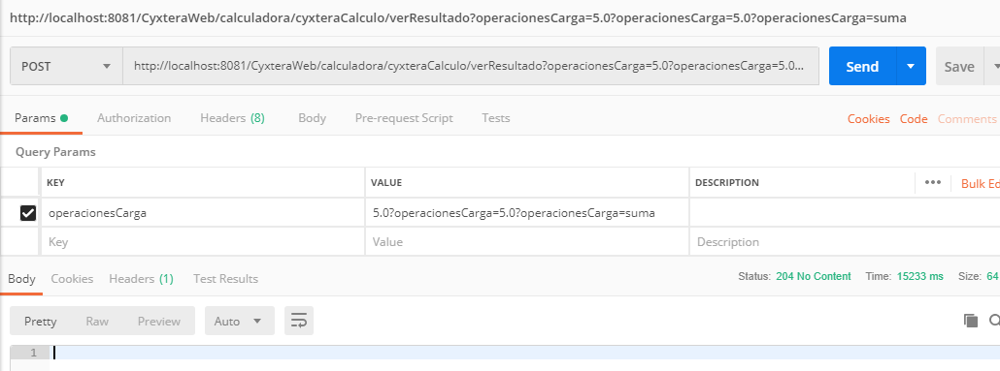 http://localhost:8081/CyxteraWeb/calculadora/cyxteraCalculo/verResultado?operacionesCarga=5.0?operacionesCarga=5.0?operacionesCarga=suma
POST http://localhost:8081/CyxteraWeb/calculadora/cyxteraCalculo/verResultado?operacionesCarga=5.0?operacionesCarga=5.0... Send Save
Params Authorization Headers (8) Body Pre-request Script Tests Cookies Code Comments
Query Params
KEY VALUE DESCRIPTION ••• Bulk Ed
operacionesCarga 5.0?operacionesCarga=5.0?operacionesCarga=suma
Key Value Description
Body Cookies Headers (1) Test Results Status: 204 No Content Time: 15233 ms Size: 64
Pretty Raw Preview Auto
1